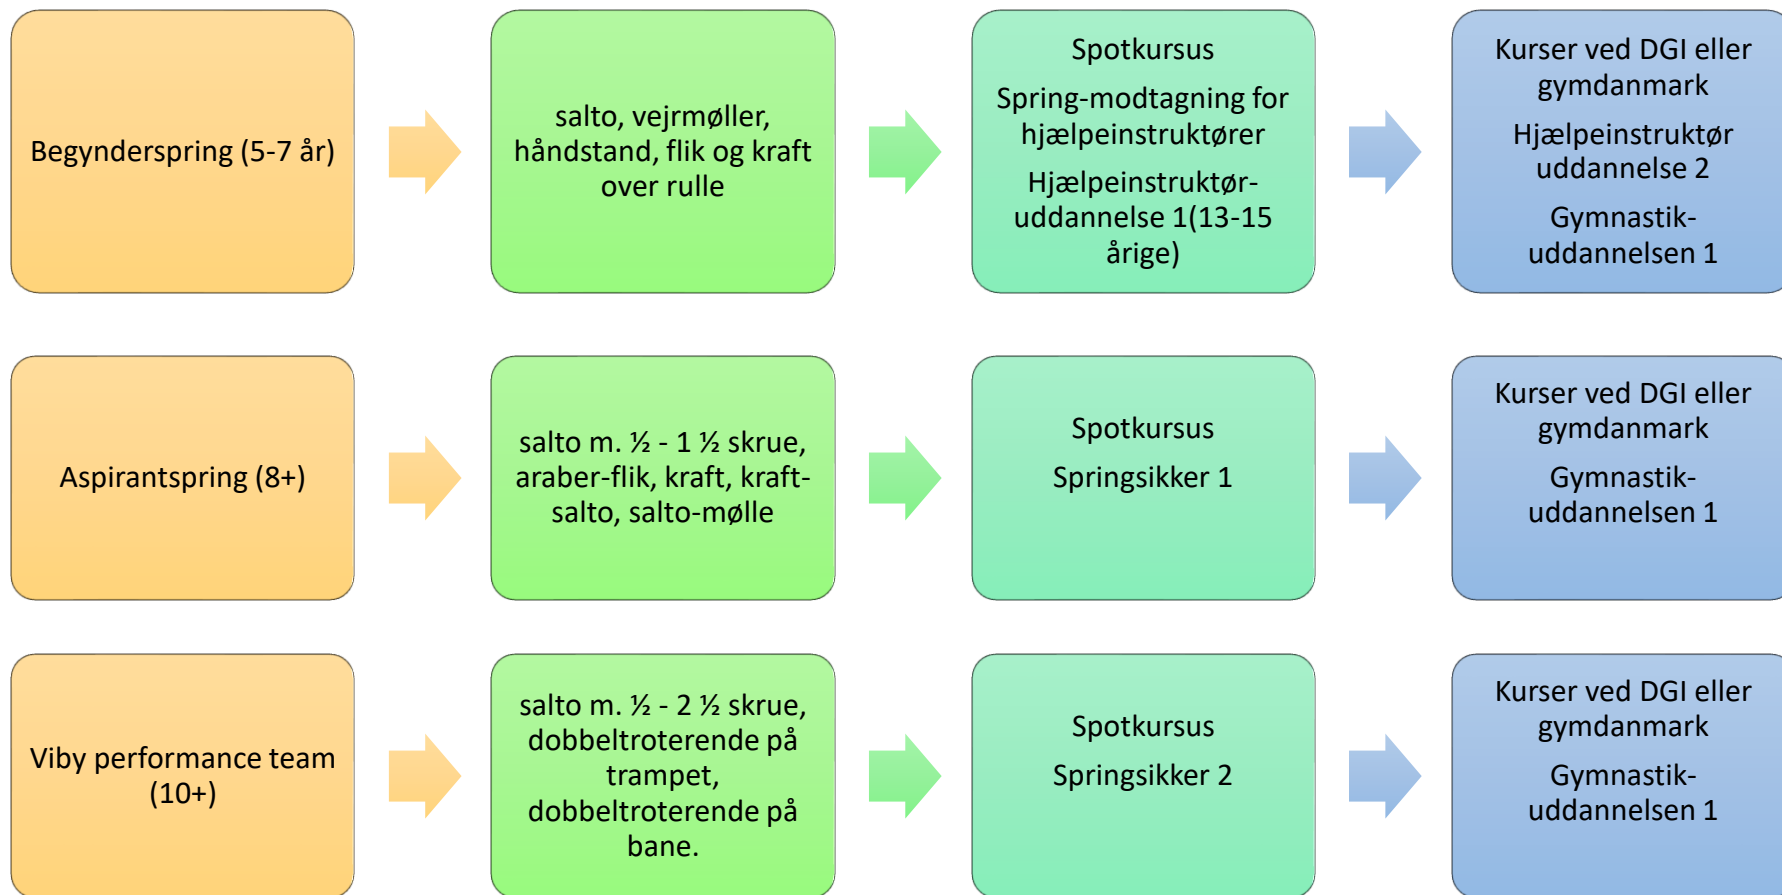 Begynderspring (5-7 år)
salto, vejrmøller,
håndstand, flik og kraft
over rulle
Spotkursus
Spring-modtagning for
hjælpeinstruktører
Hjælpeinstruktør-
uddannelse 1(13-15
årige)
Kurser ved DGI eller
gymdanmark
Hjælpeinstruktør
uddannelse 2
Gymnastik-
uddannelsen 1
Aspirantspring (8+)
salto m. ½ - 1 ½ skrue,
araber-flik, kraft, kraft-
salto, salto-mølle
Spotkursus
Springsikker 1
Kurser ved DGI eller
gymdanmark
Gymnastik-
uddannelsen 1
Viby performance team
(10+)
salto m. ½ - 2 ½ skrue,
dobbeltroterende på
trampet,
dobbeltroterende på
bane.
Spotkursus
Springsikker 2
Kurser ved DGI eller
gymdanmark
Gymnastik-
uddannelsen 1